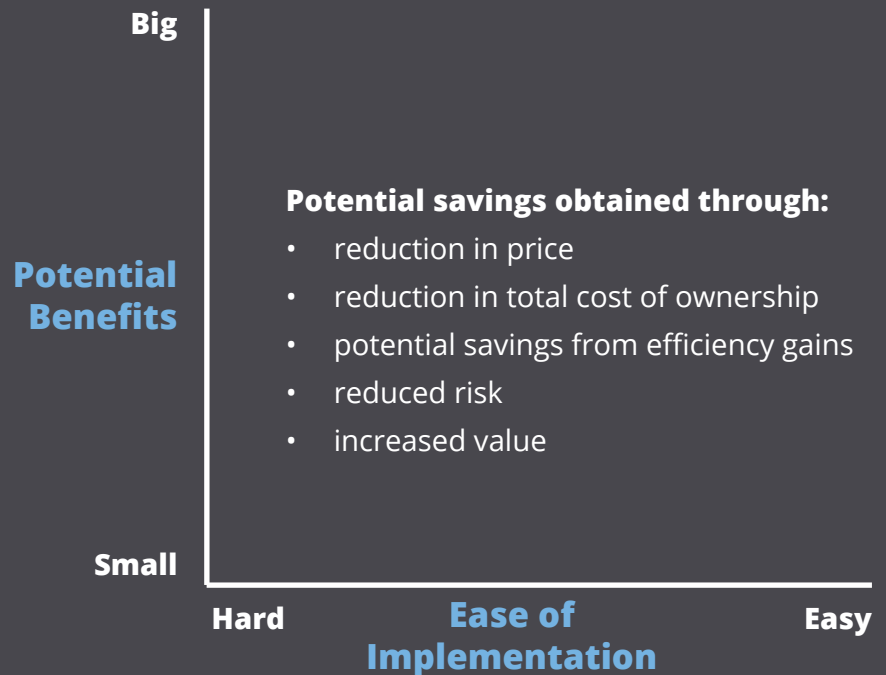 Big
Potential savings obtained through:
• reduction in price
• reduction in total cost of ownership
• potential savings from efficiency gains
• reduced risk
• increased value
Potential
Benefits
Small
Hard
Ease of
Implementation
Easy